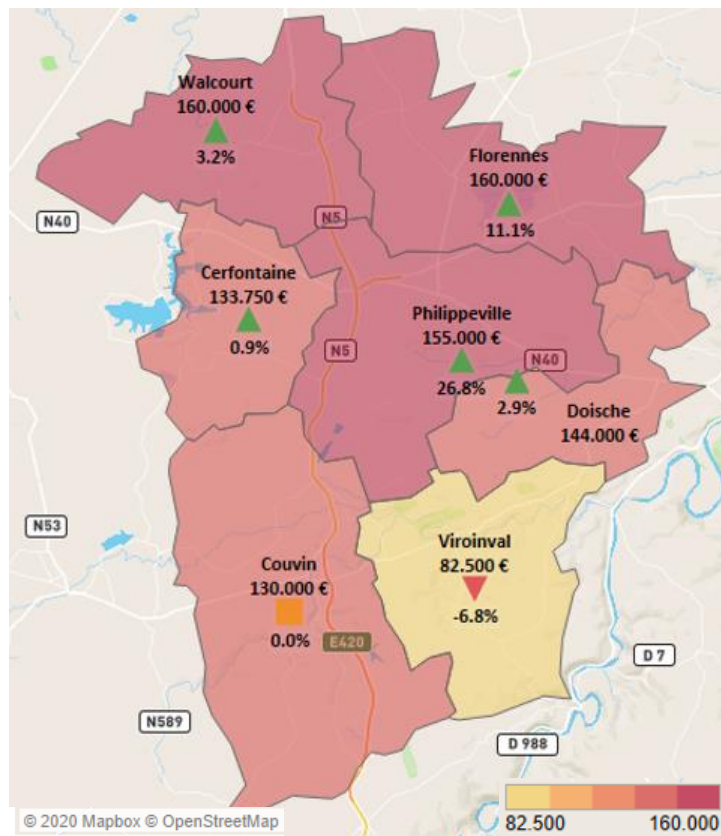 Walcourt
160.000 €
3.2%
Florennes
160.000 €
11.1%
N40
N5
Cerfontaine
133.750 €
0.9%
Philippeville
155.000 €
26.8%
N5
N40
2.9%
Doische
144.000 €
N53
Viroinval
82.500 €
-6.8%
Couvin
130.000 €
0.0%
E420
D 7
N589
D 988
© 2020 Mapbox © OpenStreetMap
82.500 160.000